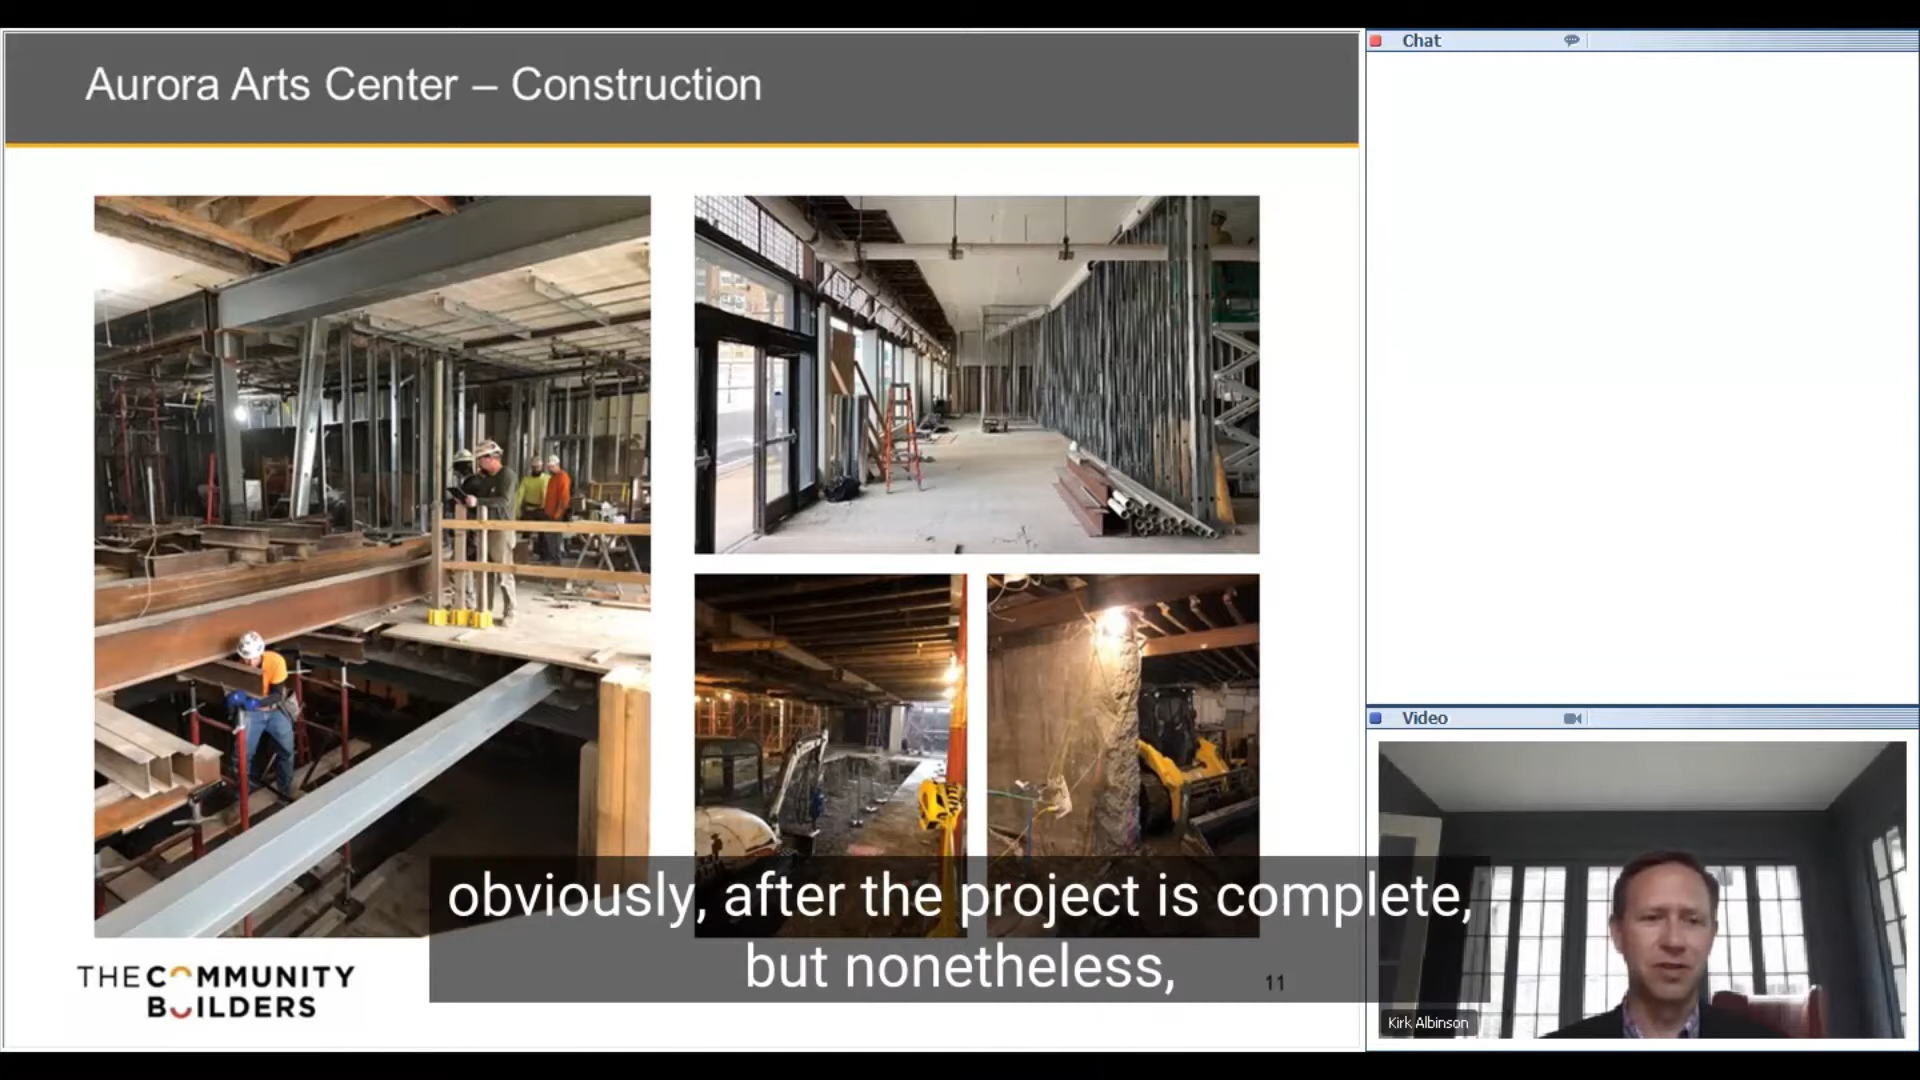 Aurora Arts Center – Construction
Chat
Video
obviously, after the project is complete,
but nonetheless,
THE COMMUNITY
BUILDERS
11
Kirk Albinson